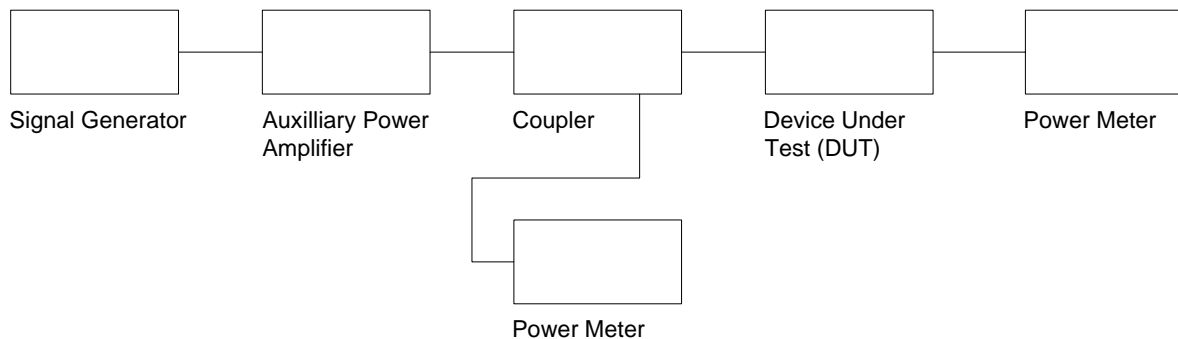 Signal Generator
Auxilliary Power
Amplifier
Coupler
Device Under
Test (DUT)
Power Meter
Power Meter